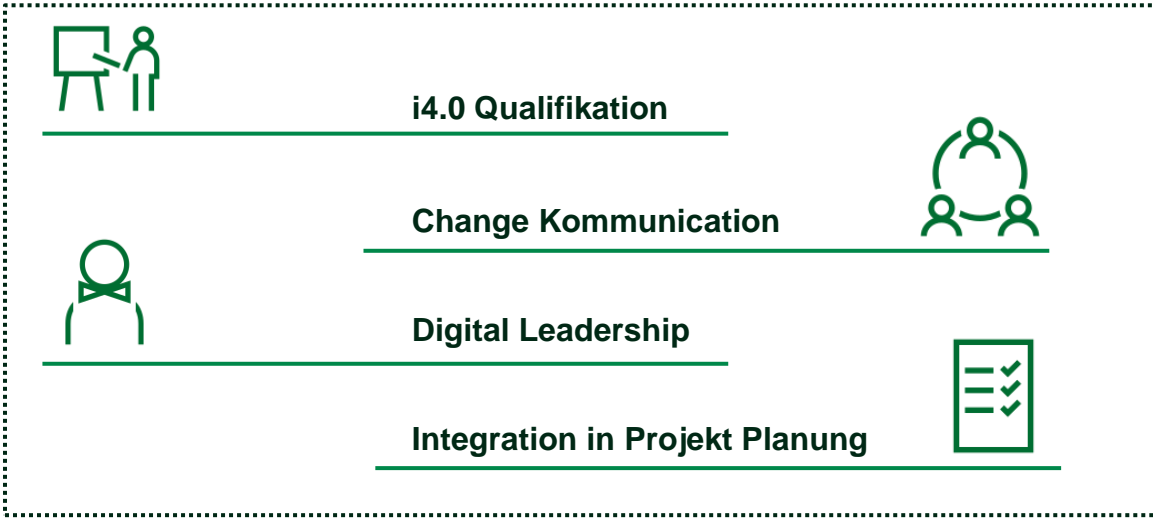 i4.0 Qualifikation
Change Kommunication
Digital Leadership
Integration in Projekt Planung